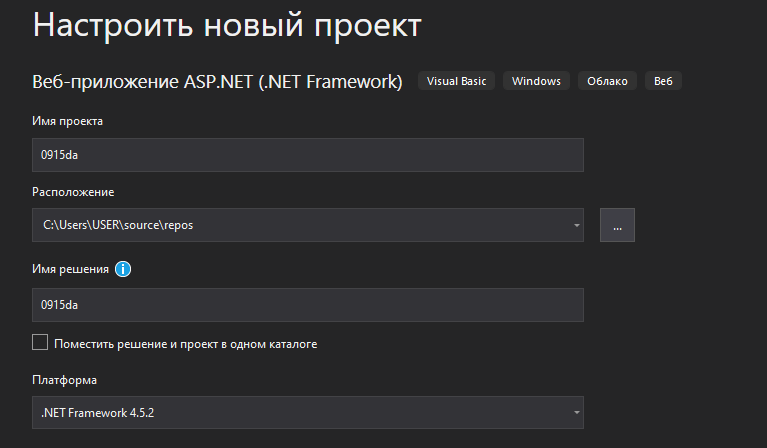 Настроить новый проект
Веб-приложение ASP.NET (.NET Framework) Visual Basic Windows Облако Веб
Имя проекта
0915da
Расположение
C:\Users\USER\source\repos ...
Имя решения
0915da
Поместить решение и проект в одном каталоге
Платформа
.NET Framework 4.5.2